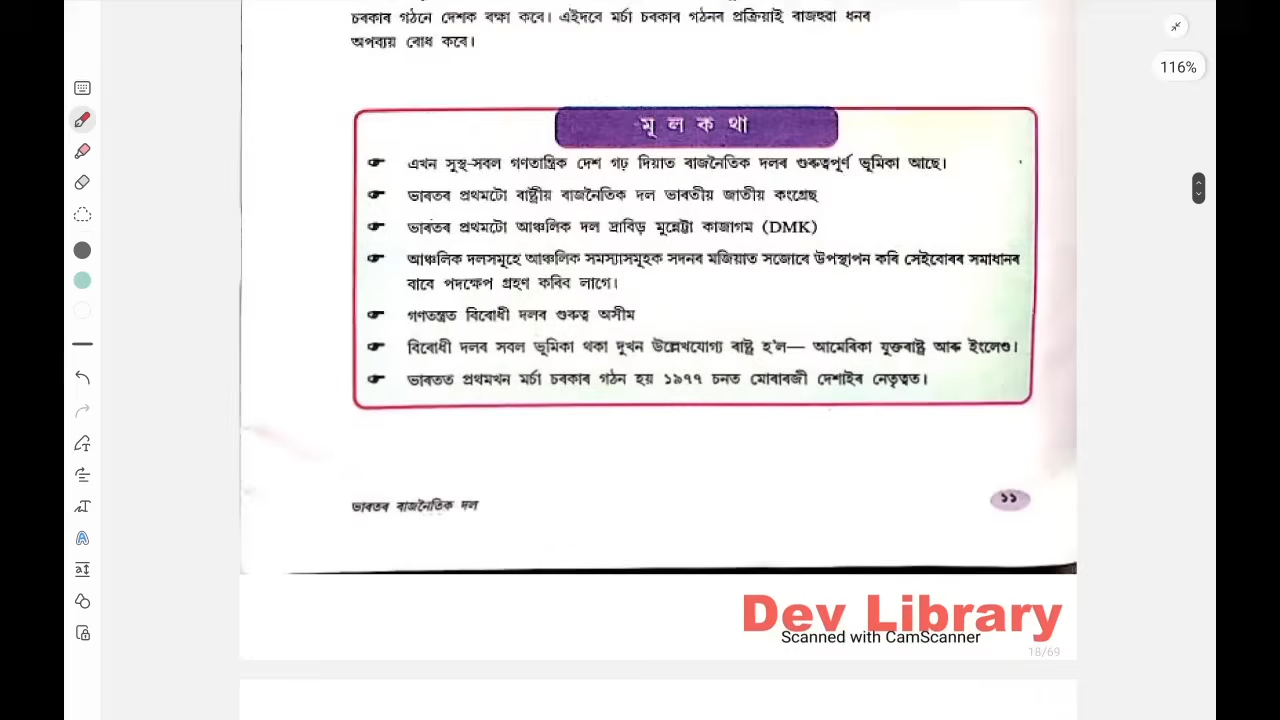 চৰকাৰ গঠনে দেশক ৰক্ষা কৰে। এইদৰে মৰ্চা চৰকাৰ গঠনৰ প্ৰক্ৰিয়াই ৰাজহুৱা ধনৰ
অপব্যয় ৰোধ কৰে।
116%
মূ ল ক থা
এখন সুস্থ-সবল গণতান্ত্ৰিক দেশ গঢ় দিয়াত ৰাজনৈতিক দলৰ গুৰুত্বপূৰ্ণ ভূমিকা আছে।
ভাৰতৰ প্ৰথমটো ৰাষ্ট্ৰীয় ৰাজনৈতিক দল ভাৰতীয় জাতীয় কংগ্ৰেছ
ভাৰতৰ প্ৰথমটো আঞ্চলিক দল দ্ৰাবিড় মুন্নেট্ৰা কাজাগম (DMK)
আঞ্চলিক দলসমূহে আঞ্চলিক সমস্যাসমূহক সদনৰ মজিয়াত সজোৰে উপস্থাপন কৰি সেইবোৰৰ সমাধানৰ
বাবে পদক্ষেপ গ্ৰহণ কৰিব লাগে।
গণতন্ত্ৰত বিৰোধী দলৰ গুৰুত্ব অসীম
বিৰোধী দলৰ সবল ভূমিকা থকা দুখন উল্লেখযোগ্য ৰাষ্ট্ৰ হ'ল— আমেৰিকা যুক্তৰাষ্ট্ৰ আৰু ইংলেণ্ড।
ভাৰতত প্ৰথমখন মৰ্চা চৰকাৰ গঠন হয় ১৯৭৭ চনত মোৰাৰজী দেশাইৰ নেতৃত্বত।
ভাৰতৰ ৰাজনৈতিক দল
১১
Dev Library
Scanned with CamScanner
18/69